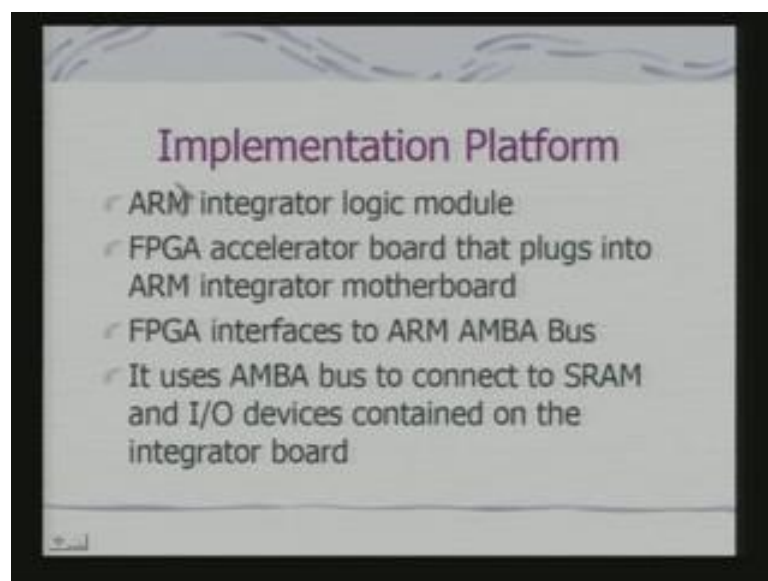 Implementation Platform
ARM integrator logic module
FPGA accelerator board that plugs into
ARM integrator motherboard
FPGA interfaces to ARM AMBA Bus
It uses AMBA bus to connect to SRAM
and I/O devices contained on the
integrator board